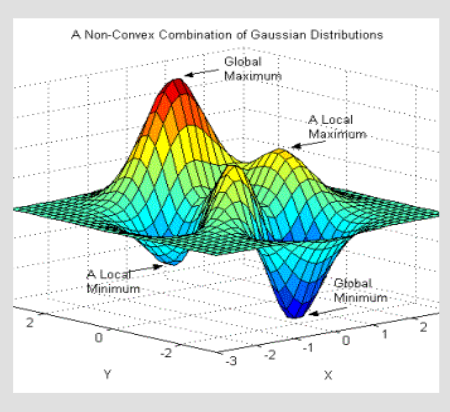 A Non-Convex Combination of Gaussian Distributions
Global
Maximum
A Local
Maximum
A Local
Minimum
Global
Minimum
2
0
-2
-3
-2
-1
0
1
2
Y
X